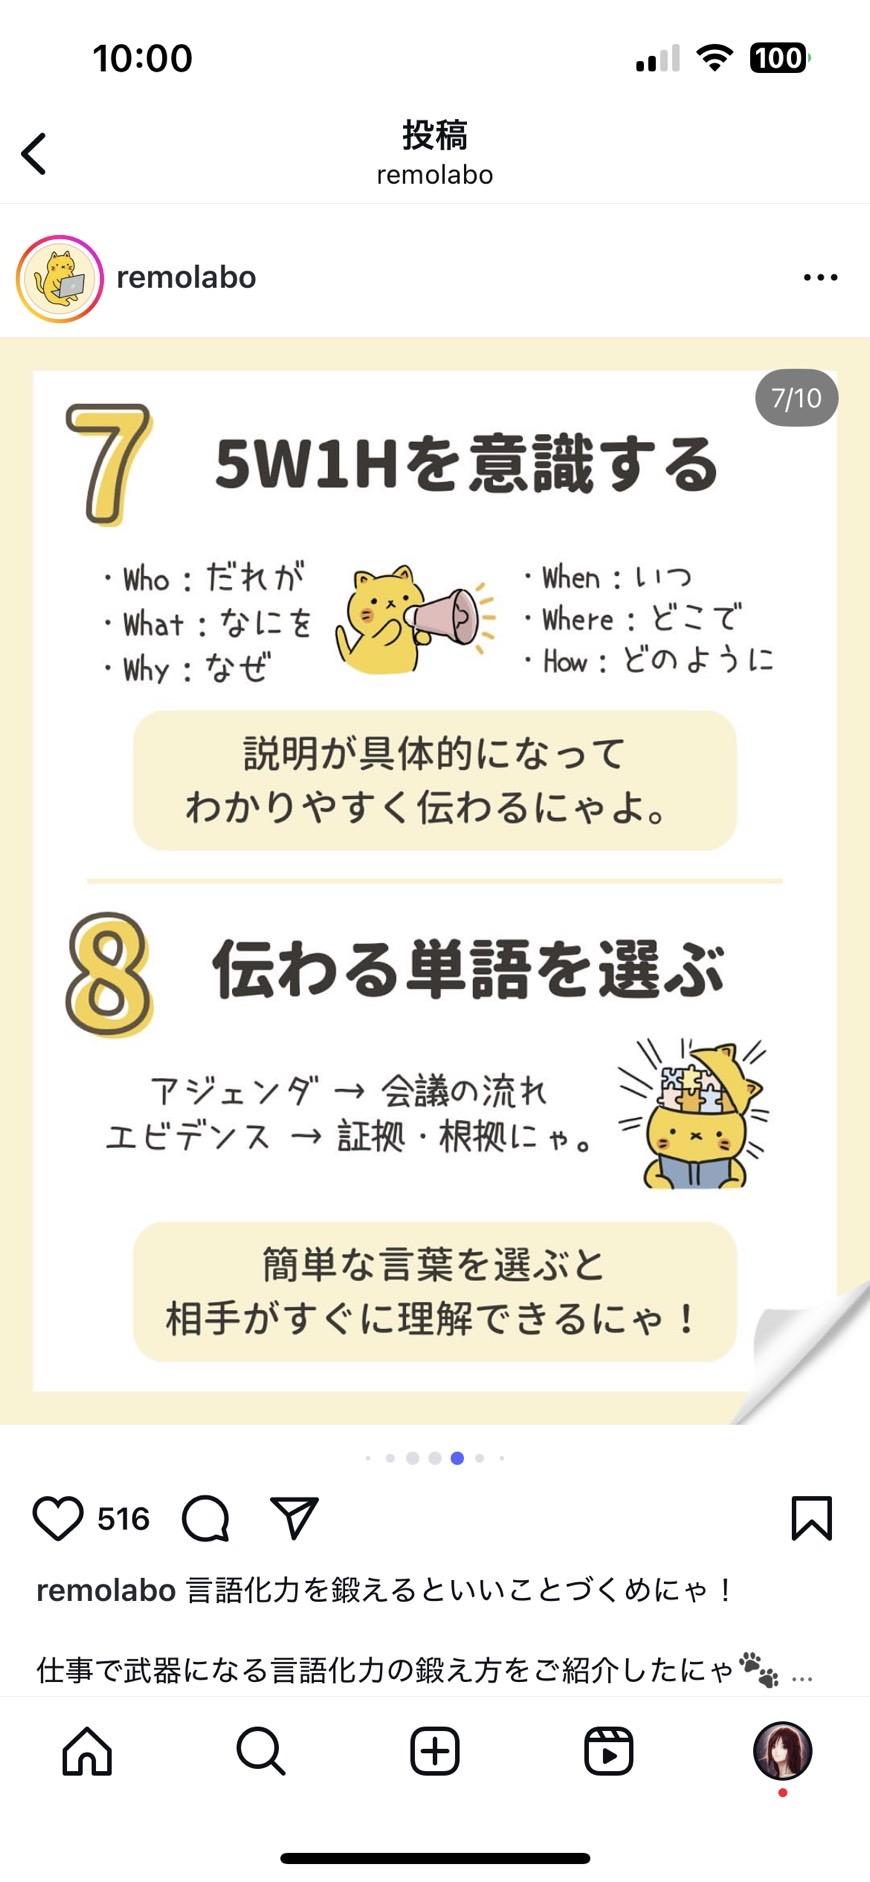 10:00
100
投稿
remolabo
remolabo
7/10
7 5W1Hを意識する
・Who：だれが
・What：なにを
・Why：なぜ
・When：いつ
・Where：どこで
・How：どのように
説明が具体的になって
わかりやすく伝わるにゃよ。
8 伝わる単語を選ぶ
アジェンダ → 会議の流れ
エビデンス → 証拠・根拠にゃ。
簡単な言葉を選ぶと
相手がすぐに理解できるにゃ！
516
remolabo 言語化力を鍛えるといいことづくめにゃ！
仕事で武器になる言語化力の鍛え方をご紹介したにゃ🐾 ...